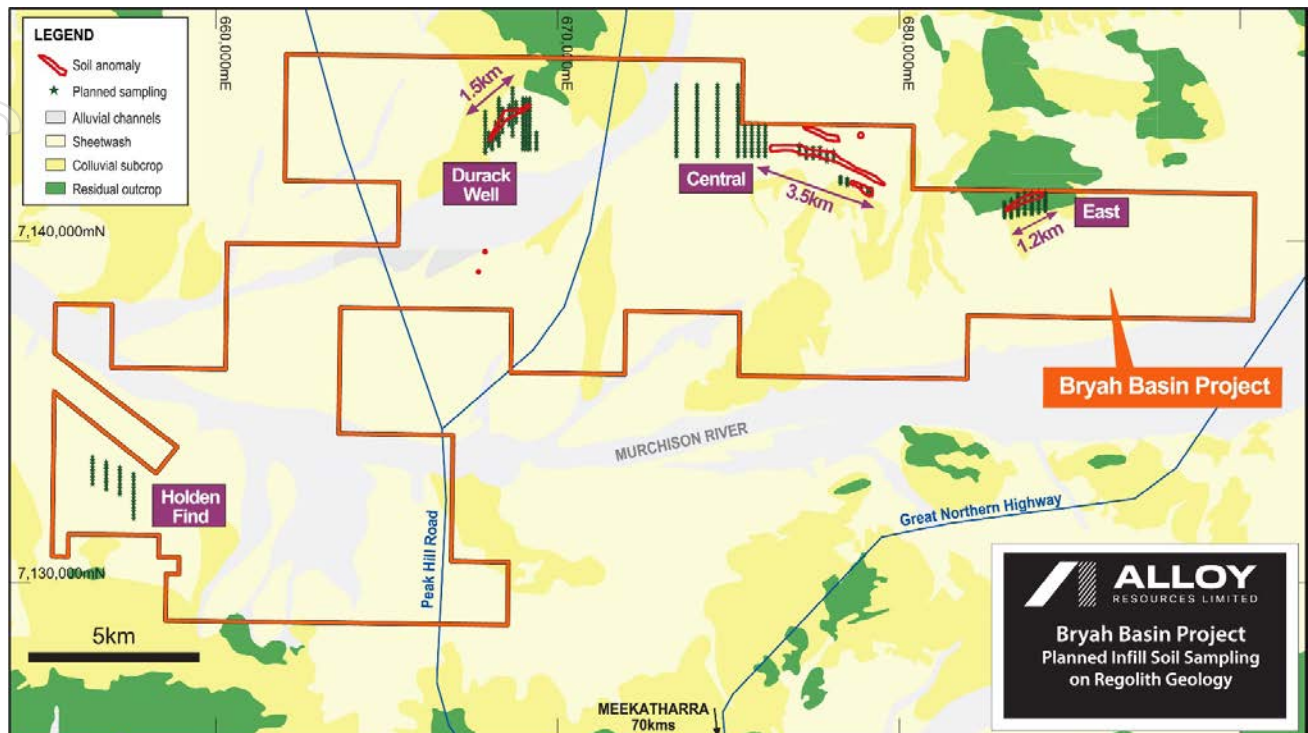 660,000mE
670,000mE
680,000mE
LEGEND
Soil anomaly
Planned sampling
Alluvial channels
Sheetwash
Colluvial subcrop
Residual outcrop
1.5km
Durack
Well
Central
3.5km
East
1.2km
7,140,000mN
Bryah Basin Project
MURCHISON RIVER
Holden
Find
Great Northern Highway
Peak Hill Road
7,130,000mN
5km
ALLOY
RESOURCES LIMITED
Bryah Basin Project
Planned Infill Soil Sampling
on Regolith Geology
MEEKATHARRA
70kms